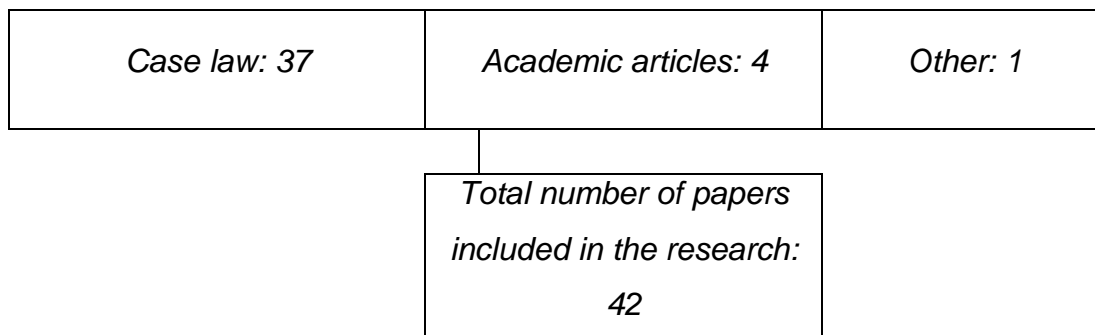 Case law: 37
Academic articles: 4
Other: 1
Total number of papers
included in the research:
42